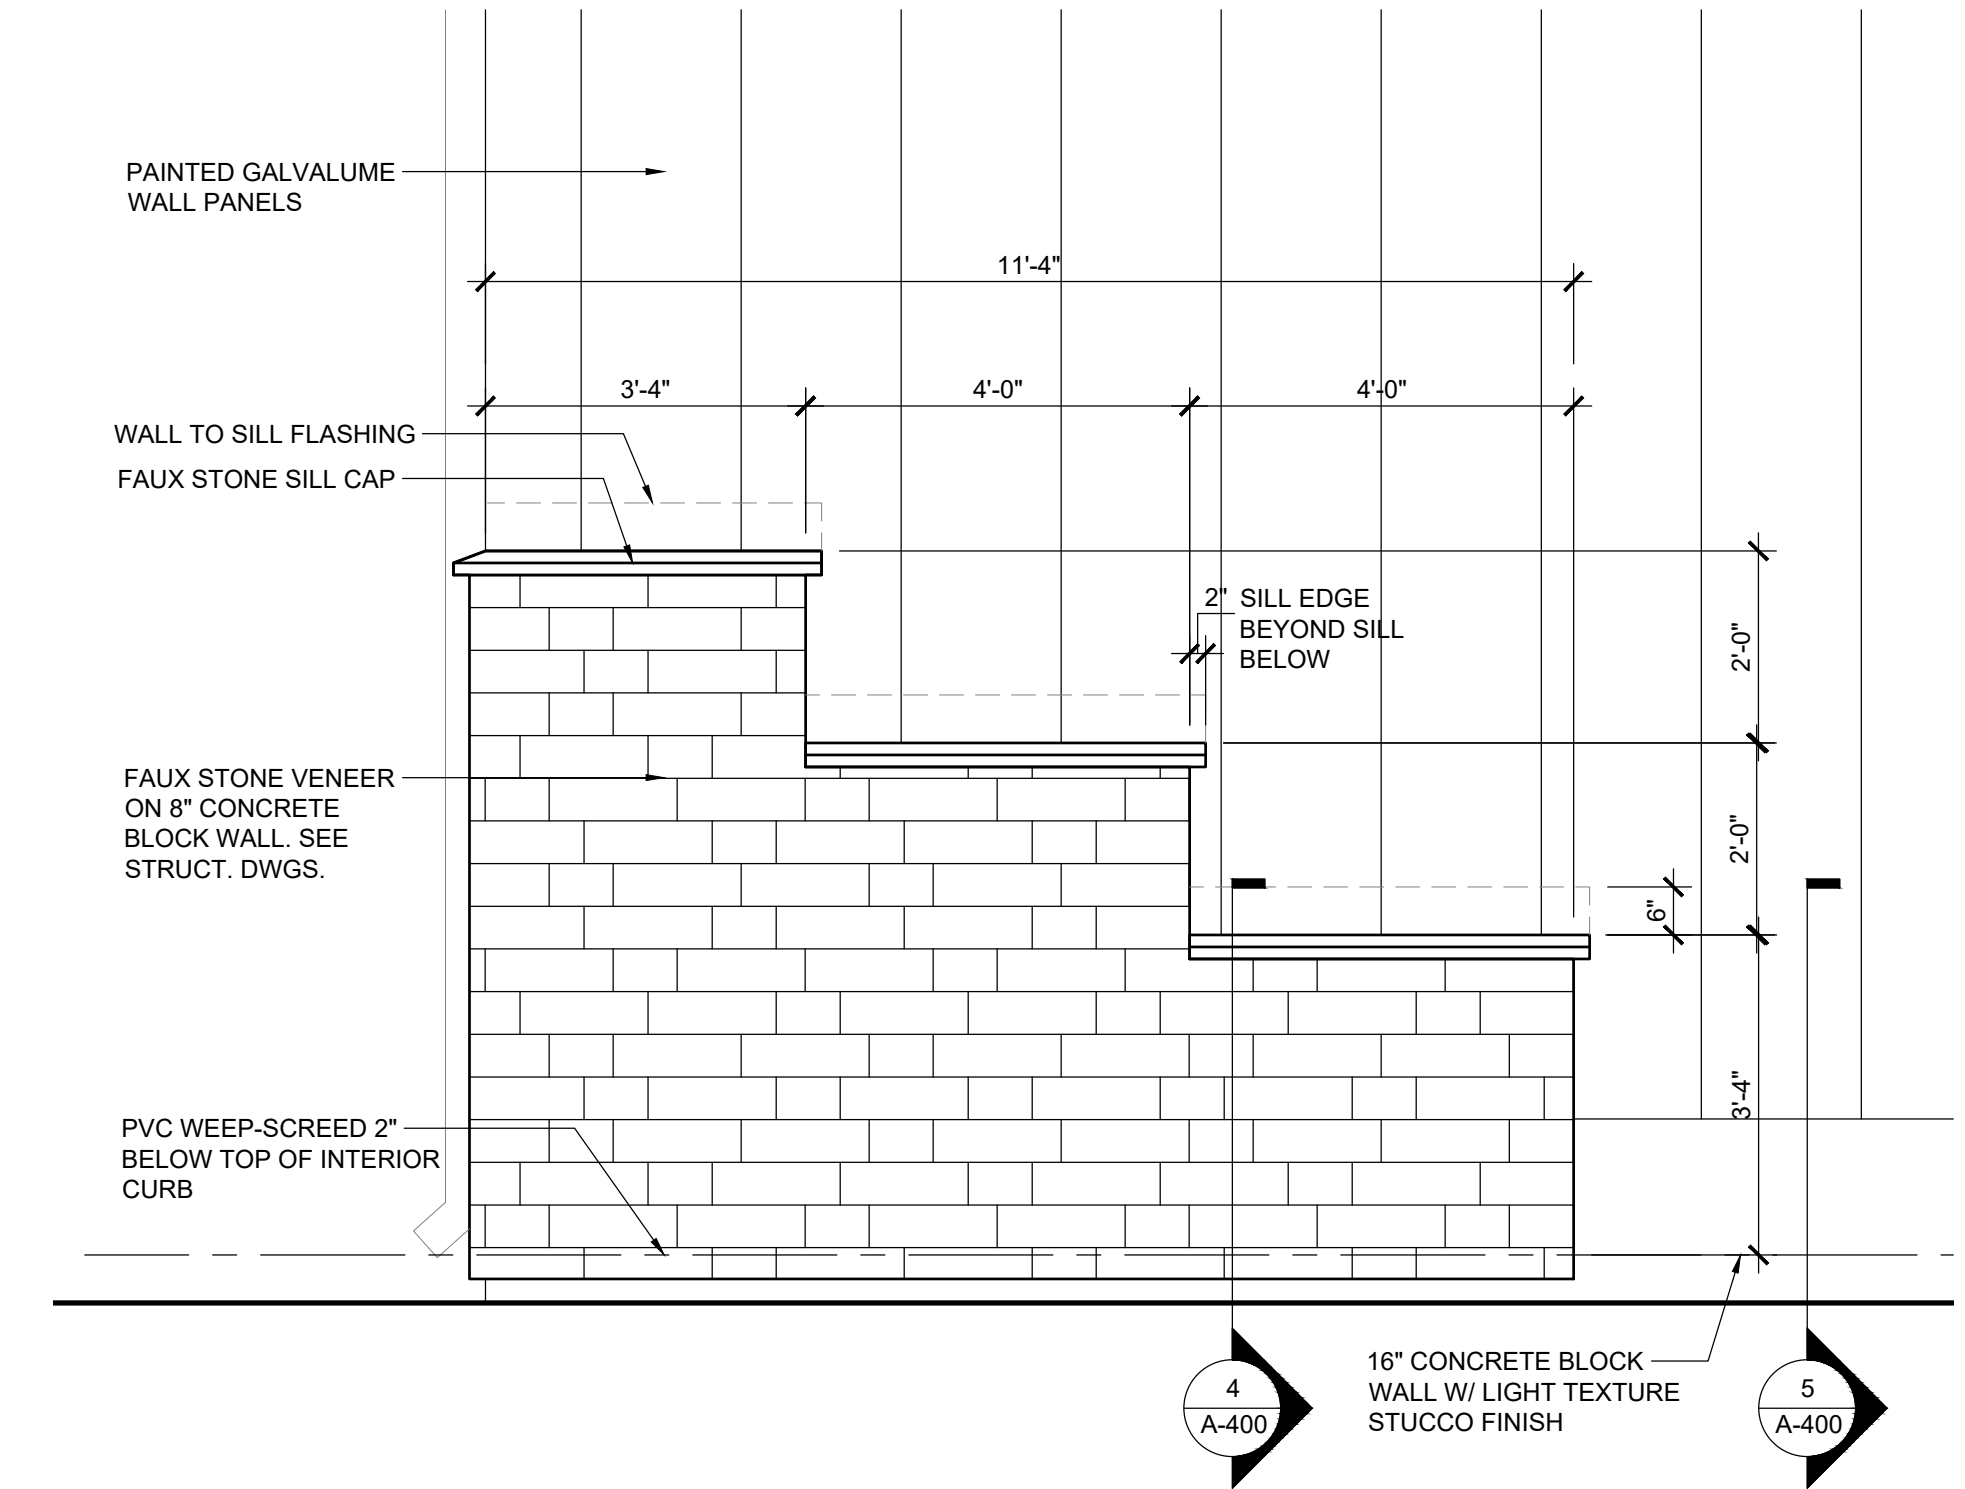 PAINTED GALVALUME
WALL PANELS
11'-4"
3'-4"
4'-0"
4'-0"
WALL TO SILL FLASHING
FAUX STONE SILL CAP
2" SILL EDGE
BEYOND SILL
BELOW
2'-0"
FAUX STONE VENEER
ON 8" CONCRETE
BLOCK WALL. SEE
STRUCT. DWGS.
2'-0"
6"
3'-4"
PVC WEEP-SCREED 2"
BELOW TOP OF INTERIOR
CURB
4
A-400
16" CONCRETE BLOCK
WALL W/ LIGHT TEXTURE
STUCCO FINISH
5
A-400